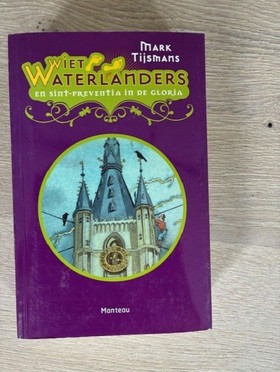 Mark
Tijsmans
Wiet
Waterlanders
en Sint-Preventia in de gloria
Manteau